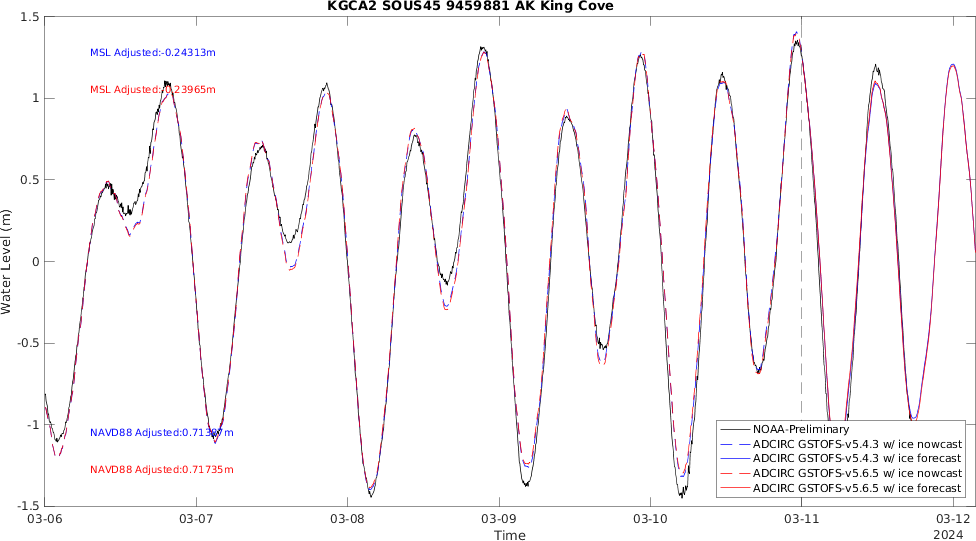 KGCA2 SOUS45 9459881 AK King Cove
1.5
1
0.5
0
-0.5
-1
-1.5
Water Level (m)
MSL Adjusted:-0.24313m
MSL Adjusted:-0.23965m
NAVD88 Adjusted:
NAVD88 Adjusted:0.71735m
NOAA-Preliminary
ADCIRC GSTOFS-v5.4.3 w/ ice nowcast
ADCIRC GSTOFS-v5.4.3 w/ ice forecast
ADCIRC GSTOFS-v5.6.5 w/ ice nowcast
ADCIRC GSTOFS-v5.6.5 w/ ice forecast
03-06
03-07
03-08
03-09
03-10
03-11
03-12
Time
2024